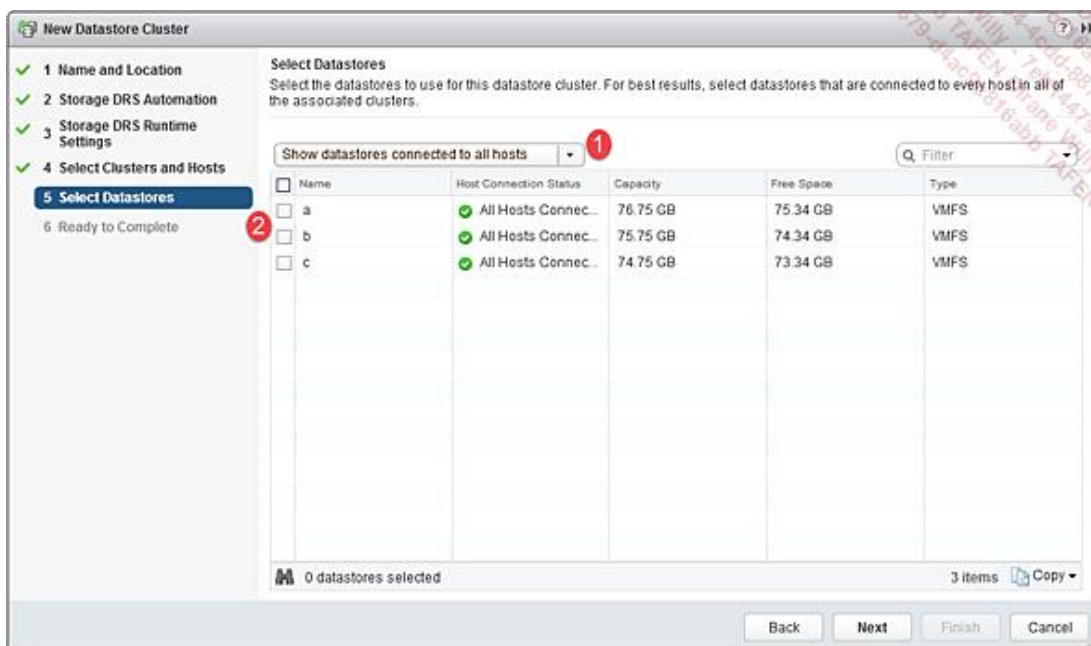 New Datastore Cluster
1 Name and Location
2 Storage DRS Automation
3 Storage DRS Runtime
Settings
4 Select Clusters and Hosts
5 Select Datastores
6 Ready to Complete
Select Datastores
Select the datastores to use for this datastore cluster. For best results, select datastores that are connected to every host in all of
the associated clusters.
Show datastores connected to all hosts
1
Filter
Name Host Connection Status Capacity Free Space Type
2
a All Hosts Connec... 76.75 GB 75.34 GB VMFS
b All Hosts Connec... 75.75 GB 74.34 GB VMFS
c All Hosts Connec... 74.75 GB 73.34 GB VMFS
0 datastores selected 3 items Copy
Back Next Finish Cancel